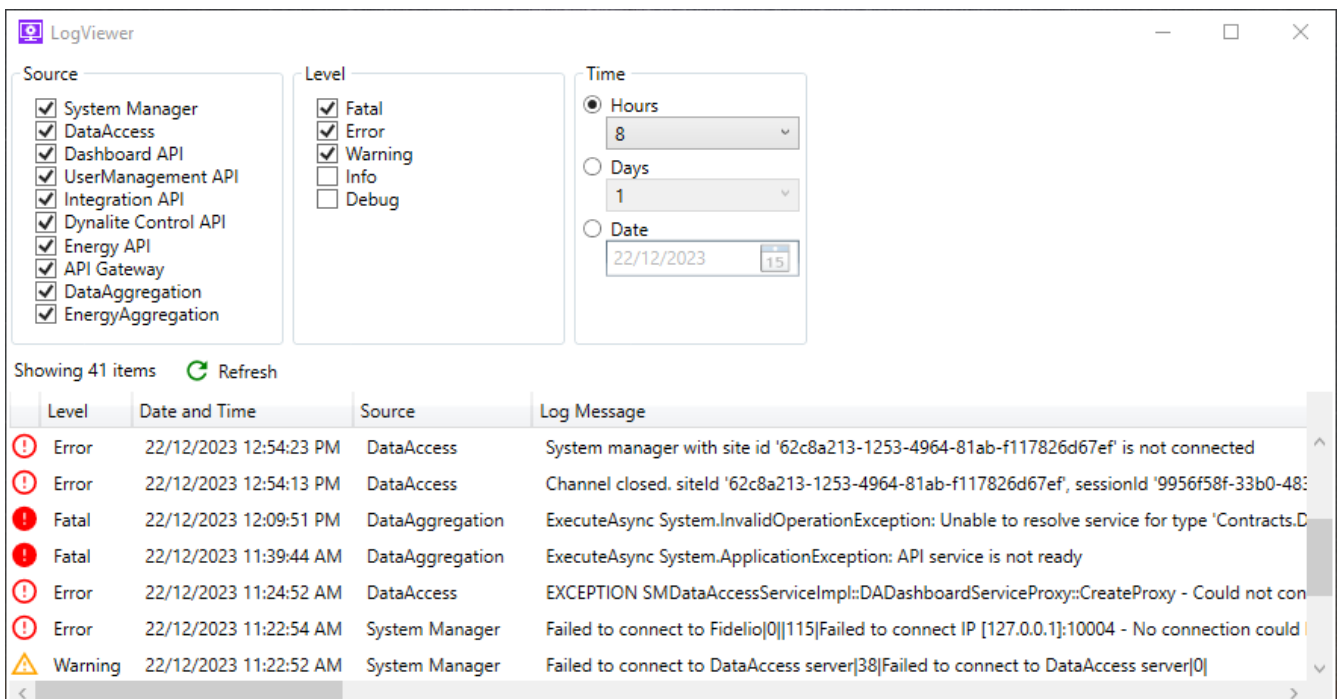 LogViewer
Source
System Manager
DataAccess
Dashboard API
UserManagement API
Integration API
Dynalite Control API
Energy API
API Gateway
DataAggregation
EnergyAggregation
Level
Fatal
Error
Warning
Info
Debug
Time
Hours
8
Days
1
Date
22/12/2023
15
Showing 41 items Refresh
Level Date and Time Source Log Message
Error 22/12/2023 12:54:23 PM DataAccess System manager with site id '62c8a213-1253-4964-81ab-f117826d67ef' is not connected
Error 22/12/2023 12:54:13 PM DataAccess Channel closed. siteId '62c8a213-1253-4964-81ab-f117826d67ef', sessionId '9956f58f-33b0-483
Fatal 22/12/2023 12:09:51 PM DataAggregation ExecuteAsync System.InvalidOperationException: Unable to resolve service for type 'Contracts.D
Fatal 22/12/2023 11:39:44 AM DataAggregation ExecuteAsync System.ApplicationException: API service is not ready
Error 22/12/2023 11:24:52 AM DataAccess EXCEPTION SMDataAccessServiceImpl::DADashboardServiceProxy::CreateProxy - Could not con
Error 22/12/2023 11:22:54 AM System Manager Failed to connect to Fidelio|0||115|Failed to connect IP [127.0.0.1]:10004 - No connection could
Warning 22/12/2023 11:22:52 AM System Manager Failed to connect to DataAccess server|38|Failed to connect to DataAccess server|0|